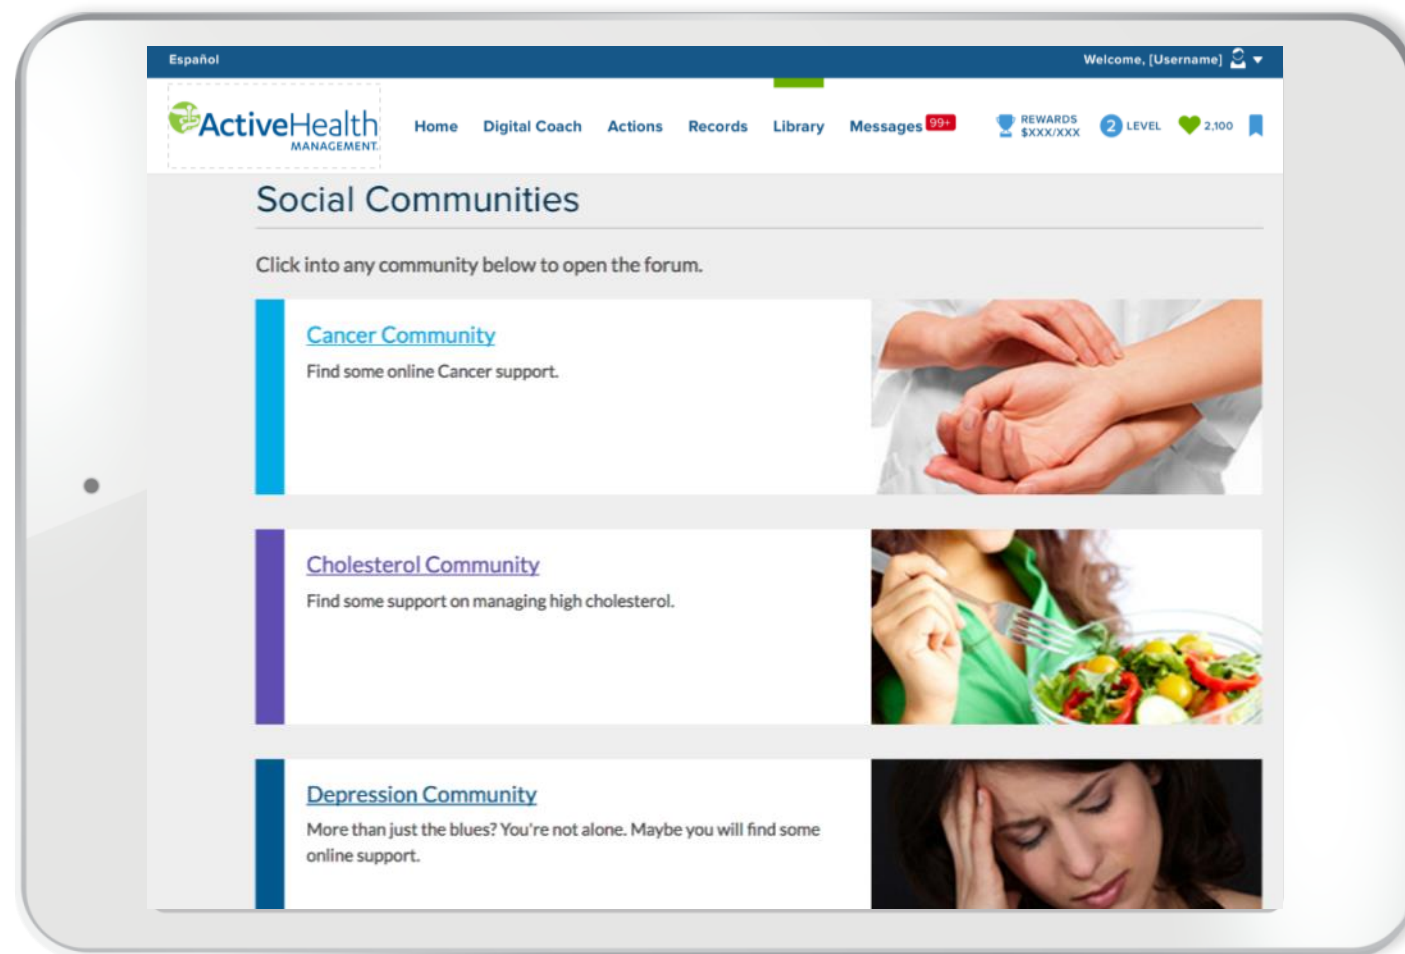 Español
Welcome, [Username]
ActiveHealth
MANAGEMENT.
Home Digital Coach Actions Records Library Messages 99+
REWARDS
$XXX/XXX
2 LEVEL
2,100
Social Communities
Click into any community below to open the forum.
Cancer Community
Find some online Cancer support.
Cholesterol Community
Find some support on managing high cholesterol.
Depression Community
More than just the blues? You're not alone. Maybe you will find some
online support.